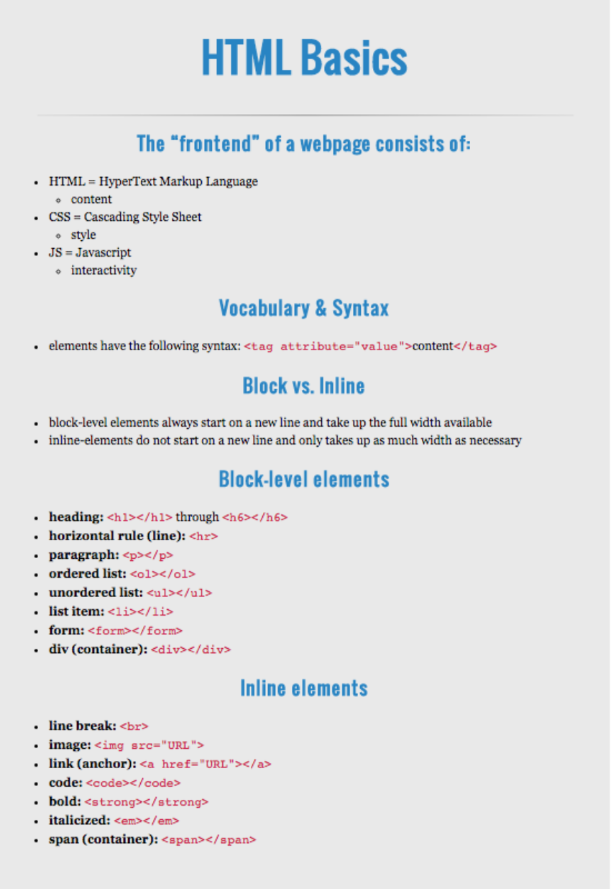 HTML Basics
The “frontend” of a webpage consists of:
HTML = HyperText Markup Language
content
CSS = Cascading Style Sheet
style
JS = Javascript
interactivity
Vocabulary & Syntax
elements have the following syntax: <tag attribute="value">content</tag>
Block vs. Inline
block-level elements always start on a new line and take up the full width available
inline-elements do not start on a new line and only takes up as much width as necessary
Block-level elements
heading: <h1></h1> through <h6></h6>
horizontal rule (line): <hr>
paragraph: <p></p>
ordered list: <ol></ol>
unordered list: <ul></ul>
list item: <li></li>
form: <form></form>
div (container): <div></div>
Inline elements
line break: <br>
image: <img src="URL">
link (anchor): <a href="URL"></a>
code: <code></code>
bold: <strong></strong>
italicized: <em></em>
span (container): <span></span>